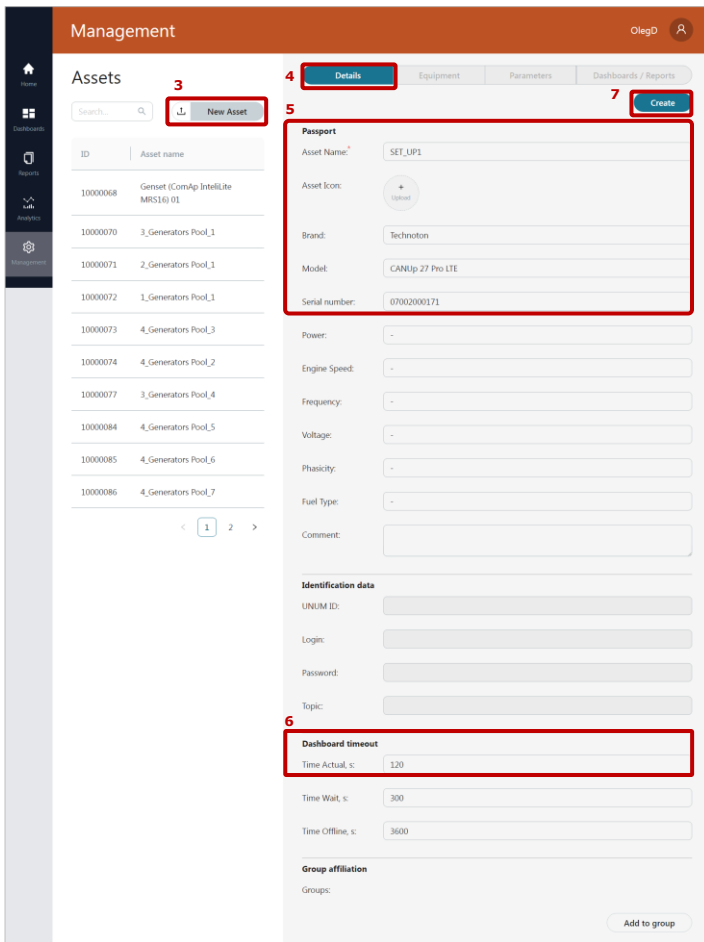 Management
OlegD
Home
Dashboards
Reports
Analytics
Management
Assets
3
Search...
New Asset
ID Asset name
10000068 Genset (ComAp InteliLite
MRS16) 01
10000070 3_Generators Pool_1
10000071 2_Generators Pool_1
10000072 1_Generators Pool_1
10000073 4_Generators Pool_3
10000074 4_Generators Pool_2
10000077 3_Generators Pool_4
10000084 4_Generators Pool_5
10000085 4_Generators Pool_6
10000086 4_Generators Pool_7
< 1 2 >
4
Details Equipment Parameters Dashboards / Reports
7
Create
5
Passport
Asset Name:* SET_UP1
Asset Icon: + Upload
Brand: Technoton
Model: CANUp 27 Pro LTE
Serial number: 07002000171
Power: -
Engine Speed: -
Frequency: -
Voltage: -
Phasicity: -
Fuel Type: -
Comment:
Identification data
UNUM ID:
Login:
Password:
Topic:
6
Dashboard timeout
Time Actual, s: 120
Time Wait, s: 300
Time Offline, s: 3600
Group affiliation
Groups:
Add to group